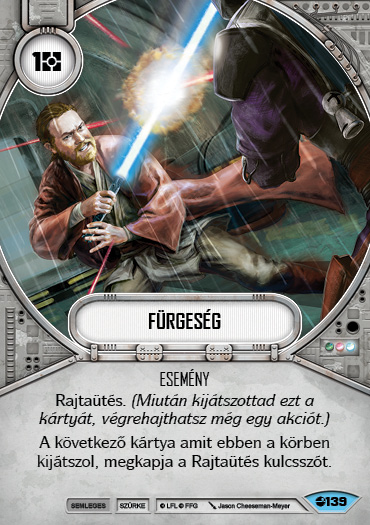 1
FÜRGESÉG
ESEMÉNY
Rajtaütés. (Miután kijátszottad ezt a
kártyát, végrehajthatsz még egy akciót.)
A következő kártya amit ebben a körben
kijátszol, megkapja a Rajtaütés kulcsszót.
SEMLEGES SZÜRKE © LFL © FFG Jason Cheeseman-Meyer 139